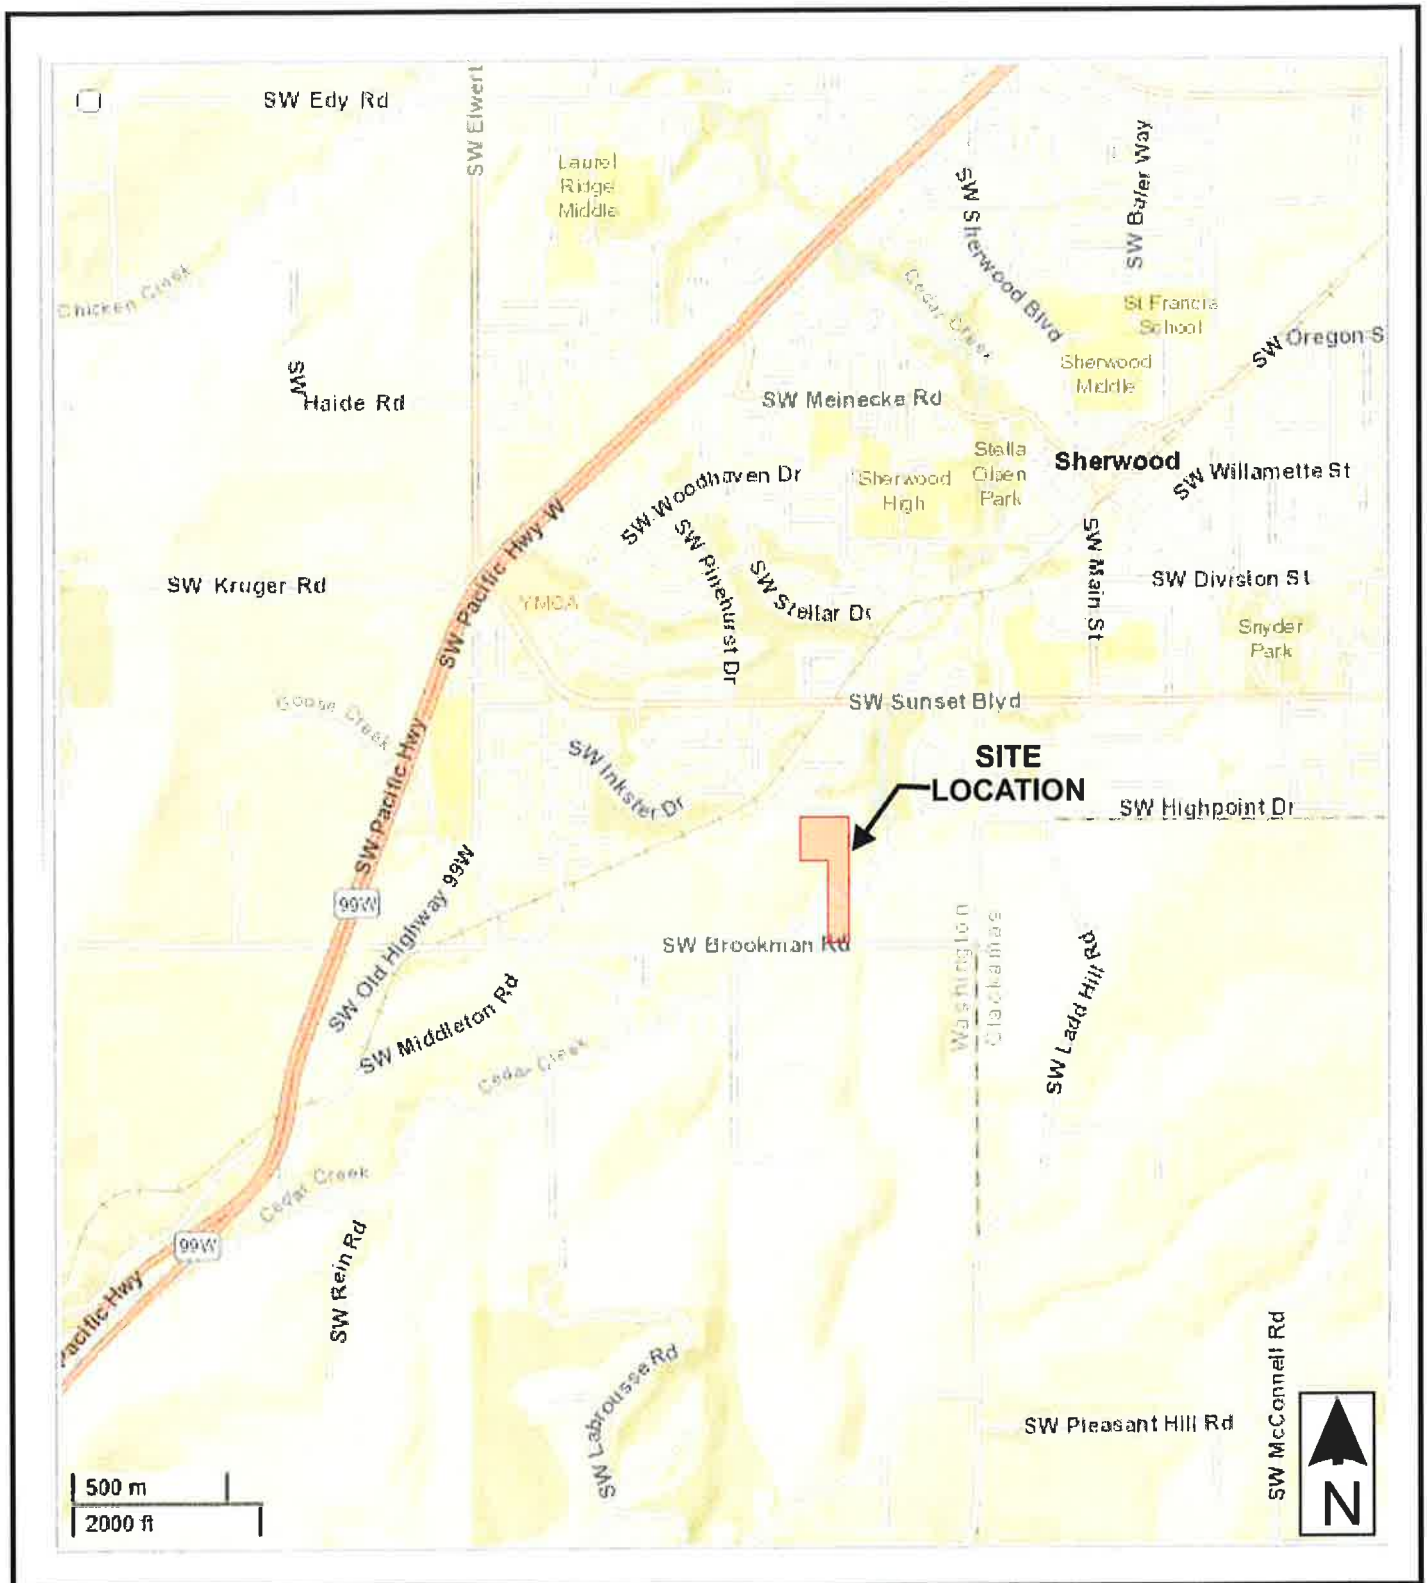 SW Edy Rd
SW Elwert
Laurel
Ridge
Middle
SW Sherwood Blvd
SW Baler Way
Chicken Creek
Cedar Creek
St Francis
School
SW Oregon S
Sherwood
Middle
SW
Haide Rd
SW Meinecke Rd
Stella
Olsen
Park
Sherwood
SW Willamette St
SW Woodhaven Dr
Sherwood
High
SW Pacific Hwy W
SW Pinehurst Dr
SW Stellar Dr
SW Main St
SW Division St
SW Kruger Rd
YMCA
Snyder
Park
Goose Creek
SW Sunset Blvd
SW Pacific Hwy
SW Inkster Dr
SITE
LOCATION
SW Highpoint Dr
99W
SW Old Highway 99W
SW Brookman Rd
Washington
Clackamas
SW Ladd Hill Rd
SW Middleton Rd
Cedar Creek
Cedar Creek
99W
SW Rein Rd
Pacific Hwy
SW Labrousse Rd
SW Pleasant Hill Rd
SW McConnell Rd
500 m
2000 ft
N